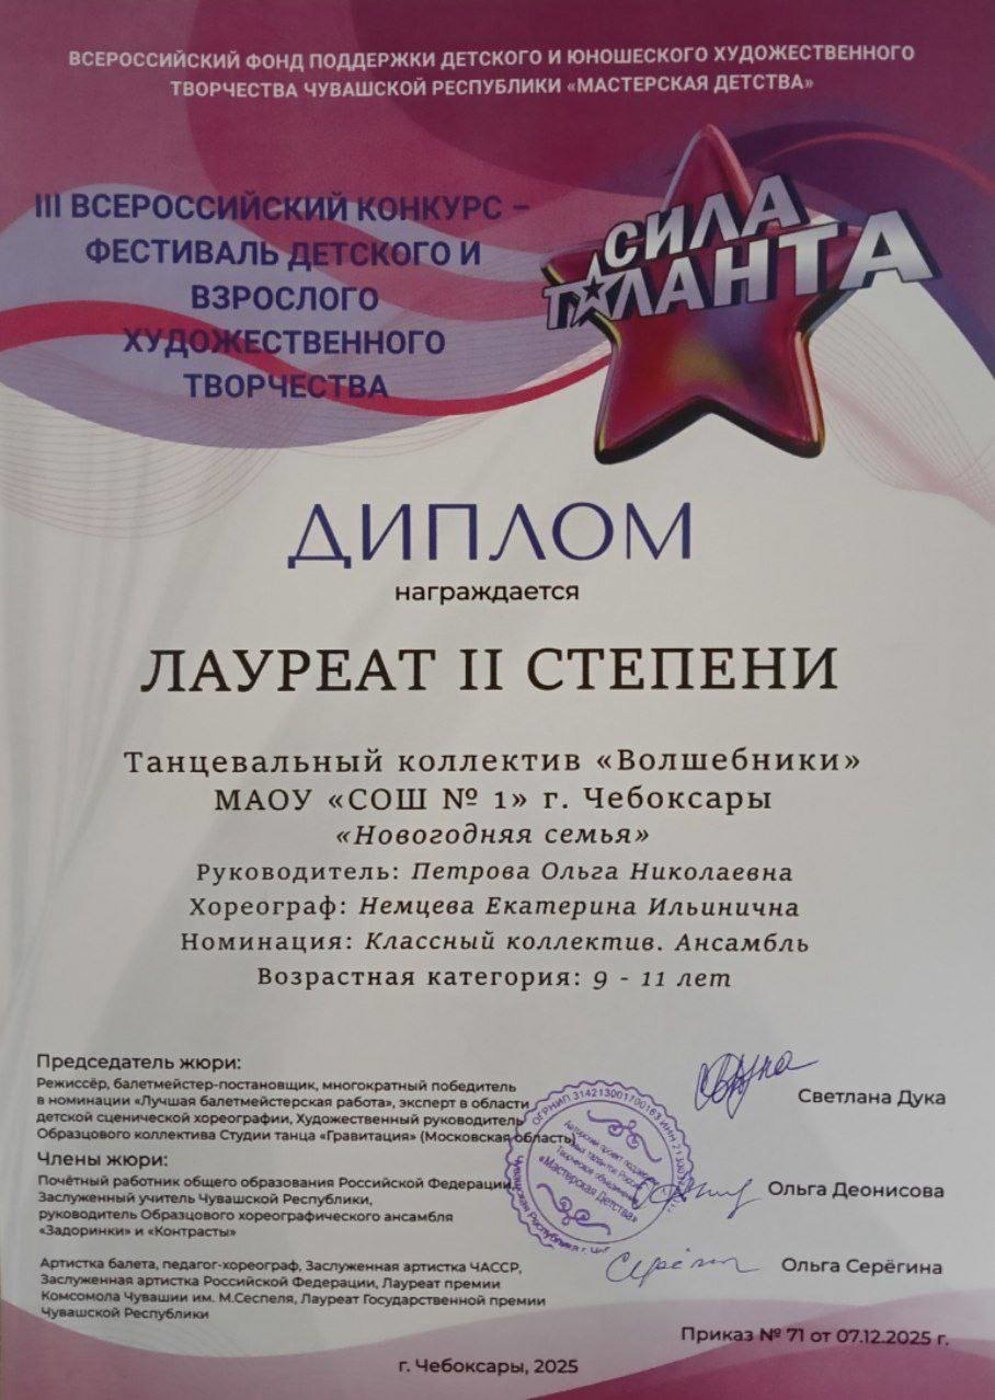 ВСЕРОССИЙСКИЙ ФОНД ПОДДЕРЖКИ ДЕТСКОГО И ЮНОШЕСКОГО ХУДОЖЕСТВЕННОГО
ТВОРЧЕСТВА ЧУВАШСКОЙ РЕСПУБЛИКИ «МАСТЕРСКАЯ ДЕТСТВА»
III ВСЕРОССИЙСКИЙ КОНКУРС –
ФЕСТИВАЛЬ ДЕТСКОГО И
ВЗРОСЛОГО
ХУДОЖЕСТВЕННОГО
ТВОРЧЕСТВА
СИЛА
ТАЛАНТА
ДИПЛОМ
награждается
ЛАУРЕАТ II СТЕПЕНИ
Танцевальный коллектив «Волшебники»
МАОУ «СОШ № 1» г. Чебоксары
«Новогодняя семья»
Руководитель: Петрова Ольга Николаевна
Хореограф: Немцева Екатерина Ильинична
Номинация: Классный коллектив. Ансамбль
Возрастная категория: 9 - 11 лет
Председатель жюри:
Режиссёр, балетмейстер-постановщик, многократный победитель
в номинации «Лучшая балетмейстерская работа», эксперт в области
детской сценической хореографии, Художественный руководитель
Образцового коллектива Студии танца «Гравитация» (Московская область)
Светлана Дука
Члены жюри:
Почётный работник общего образования Российской Федерации,
Заслуженный учитель Чувашской Республики,
руководитель Образцового хореографического ансамбля
«Задоринки» и «Контрасты»
Ольга Деонисова
Артистка балета, педагог-хореограф, Заслуженная артистка ЧАССР,
Заслуженная артистка Российской Федерации, Лауреат премии
Комсомола Чувашии им. М.Сеспеля, Лауреат Государственной премии
Чувашской Республики
Ольга Серёгина
«Мастерская Детства»
Приказ № 71 от 07.12.2025 г.
г. Чебоксары, 2025